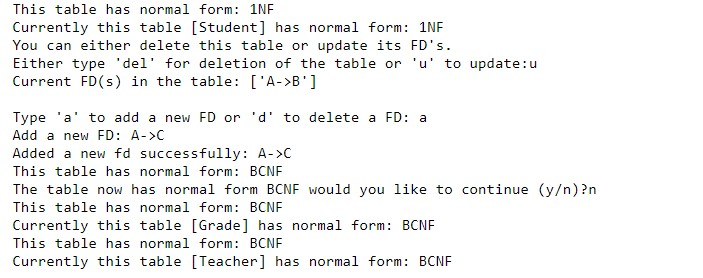 This table has normal form: 1NF
Currently this table [Student] has normal form: 1NF
You can either delete this table or update its FD's.
Either type 'del' for deletion of the table or 'u' to update:u
Current FD(s) in the table: ['A->B']
Type 'a' to add a new FD or 'd' to delete a FD: a
Add a new FD: A->C
Added a new fd successfully: A->C
This table has normal form: BCNF
The table now has normal form BCNF would you like to continue (y/n)?n
This table has normal form: BCNF
Currently this table [Grade] has normal form: BCNF
This table has normal form: BCNF
Currently this table [Teacher] has normal form: BCNF